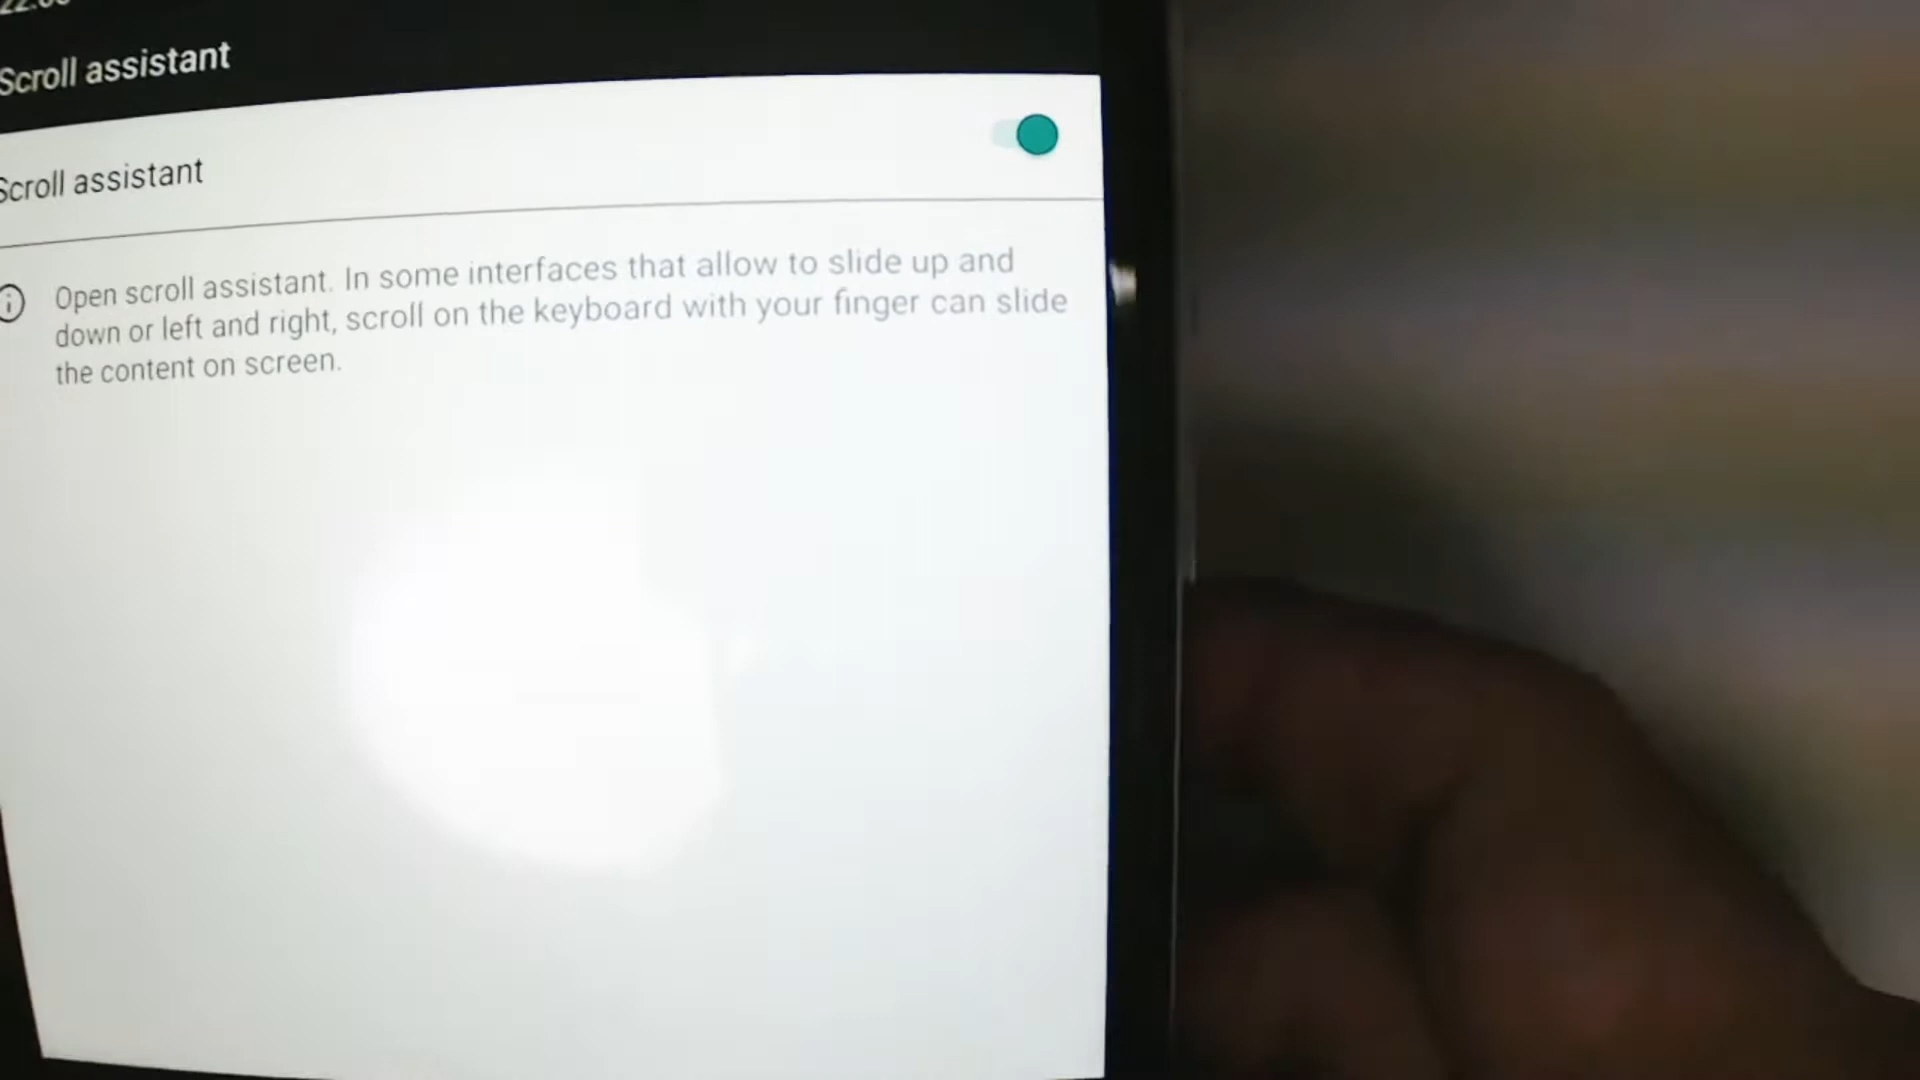 Scroll assistant
Scroll assistant
Open scroll assistant. In some interfaces that allow to slide up and
down or left and right, scroll on the keyboard with your finger can slide
the content on screen.